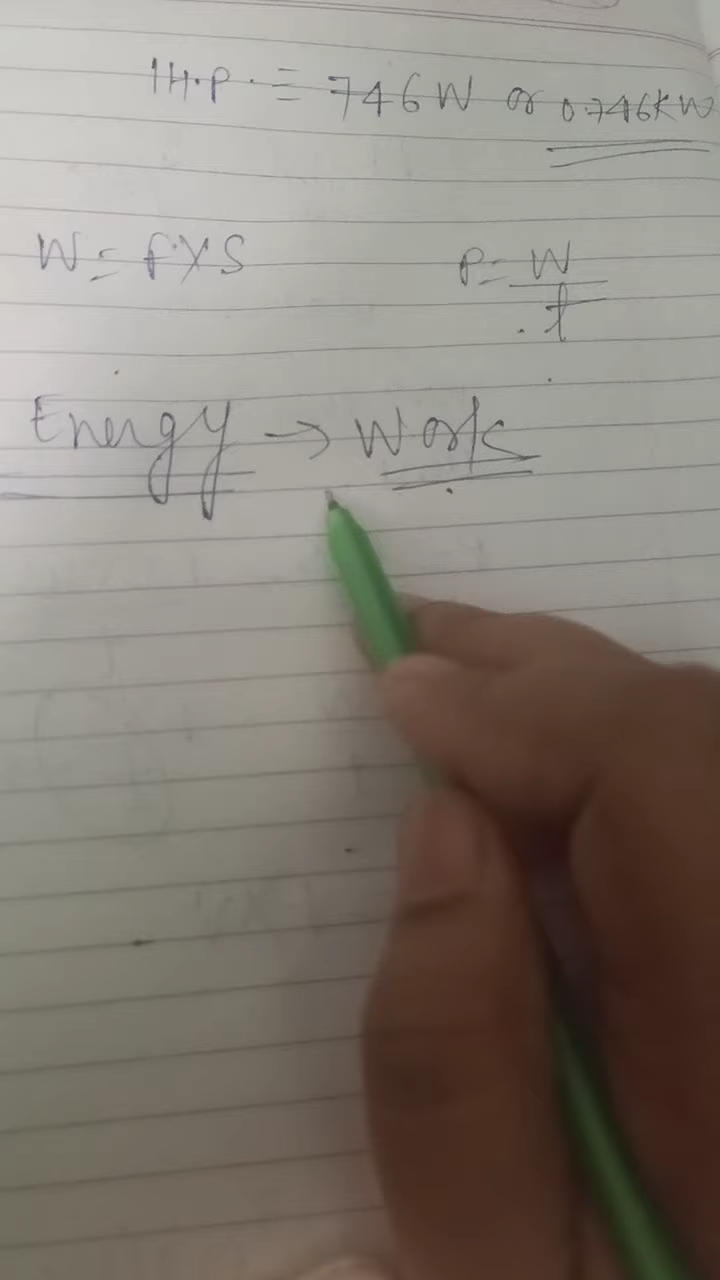 1H.P. = 746W or 0.746KW
W = F×S P = W
t
Energy → Work